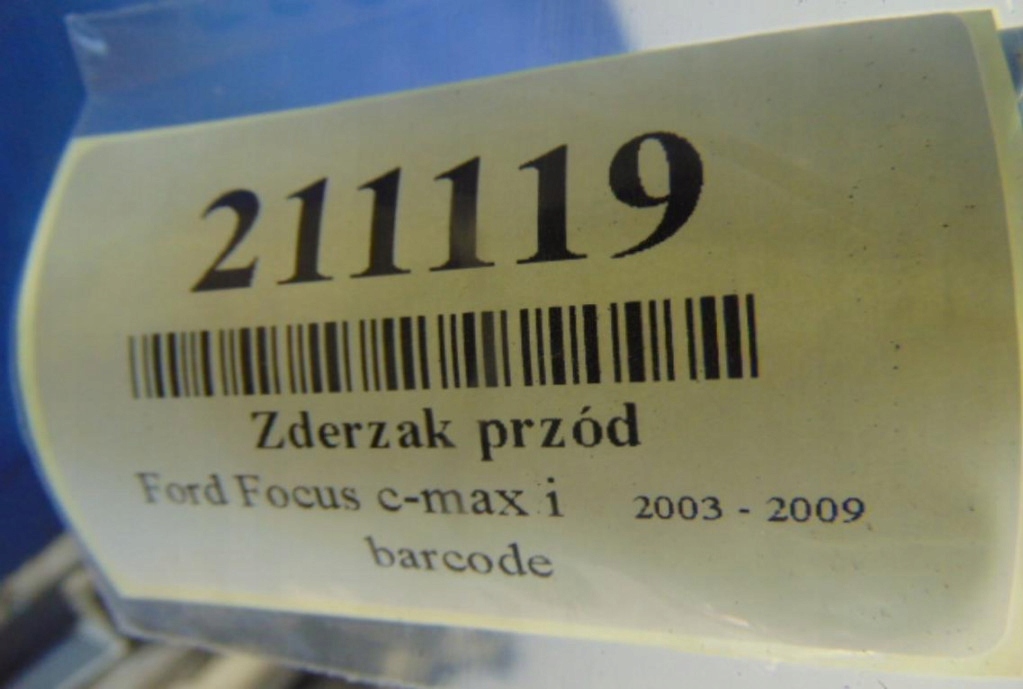 211119
Zderzak przód
Ford Focus c-max i 2003 - 2009
barcode